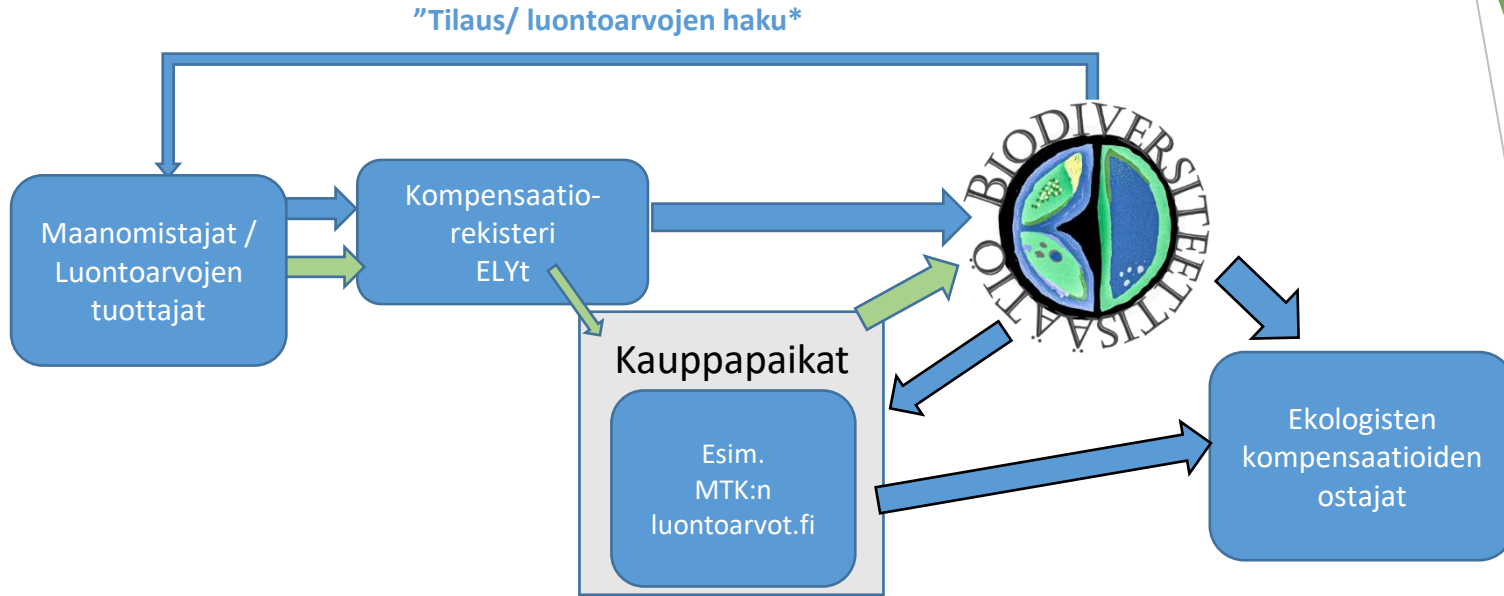 ”Tilaus/ luontoarvojen haku*
Maanomistajat /
Luontoarvojen
tuottajat
Kompensaatio-
rekisteri
ELYt
BIODIVERSITEETTISÄÄTIÖ
Kauppapaikat
Esim.
MTK:n
luontoarvot.fi
Ekologisten
kompensaatioiden
ostajat